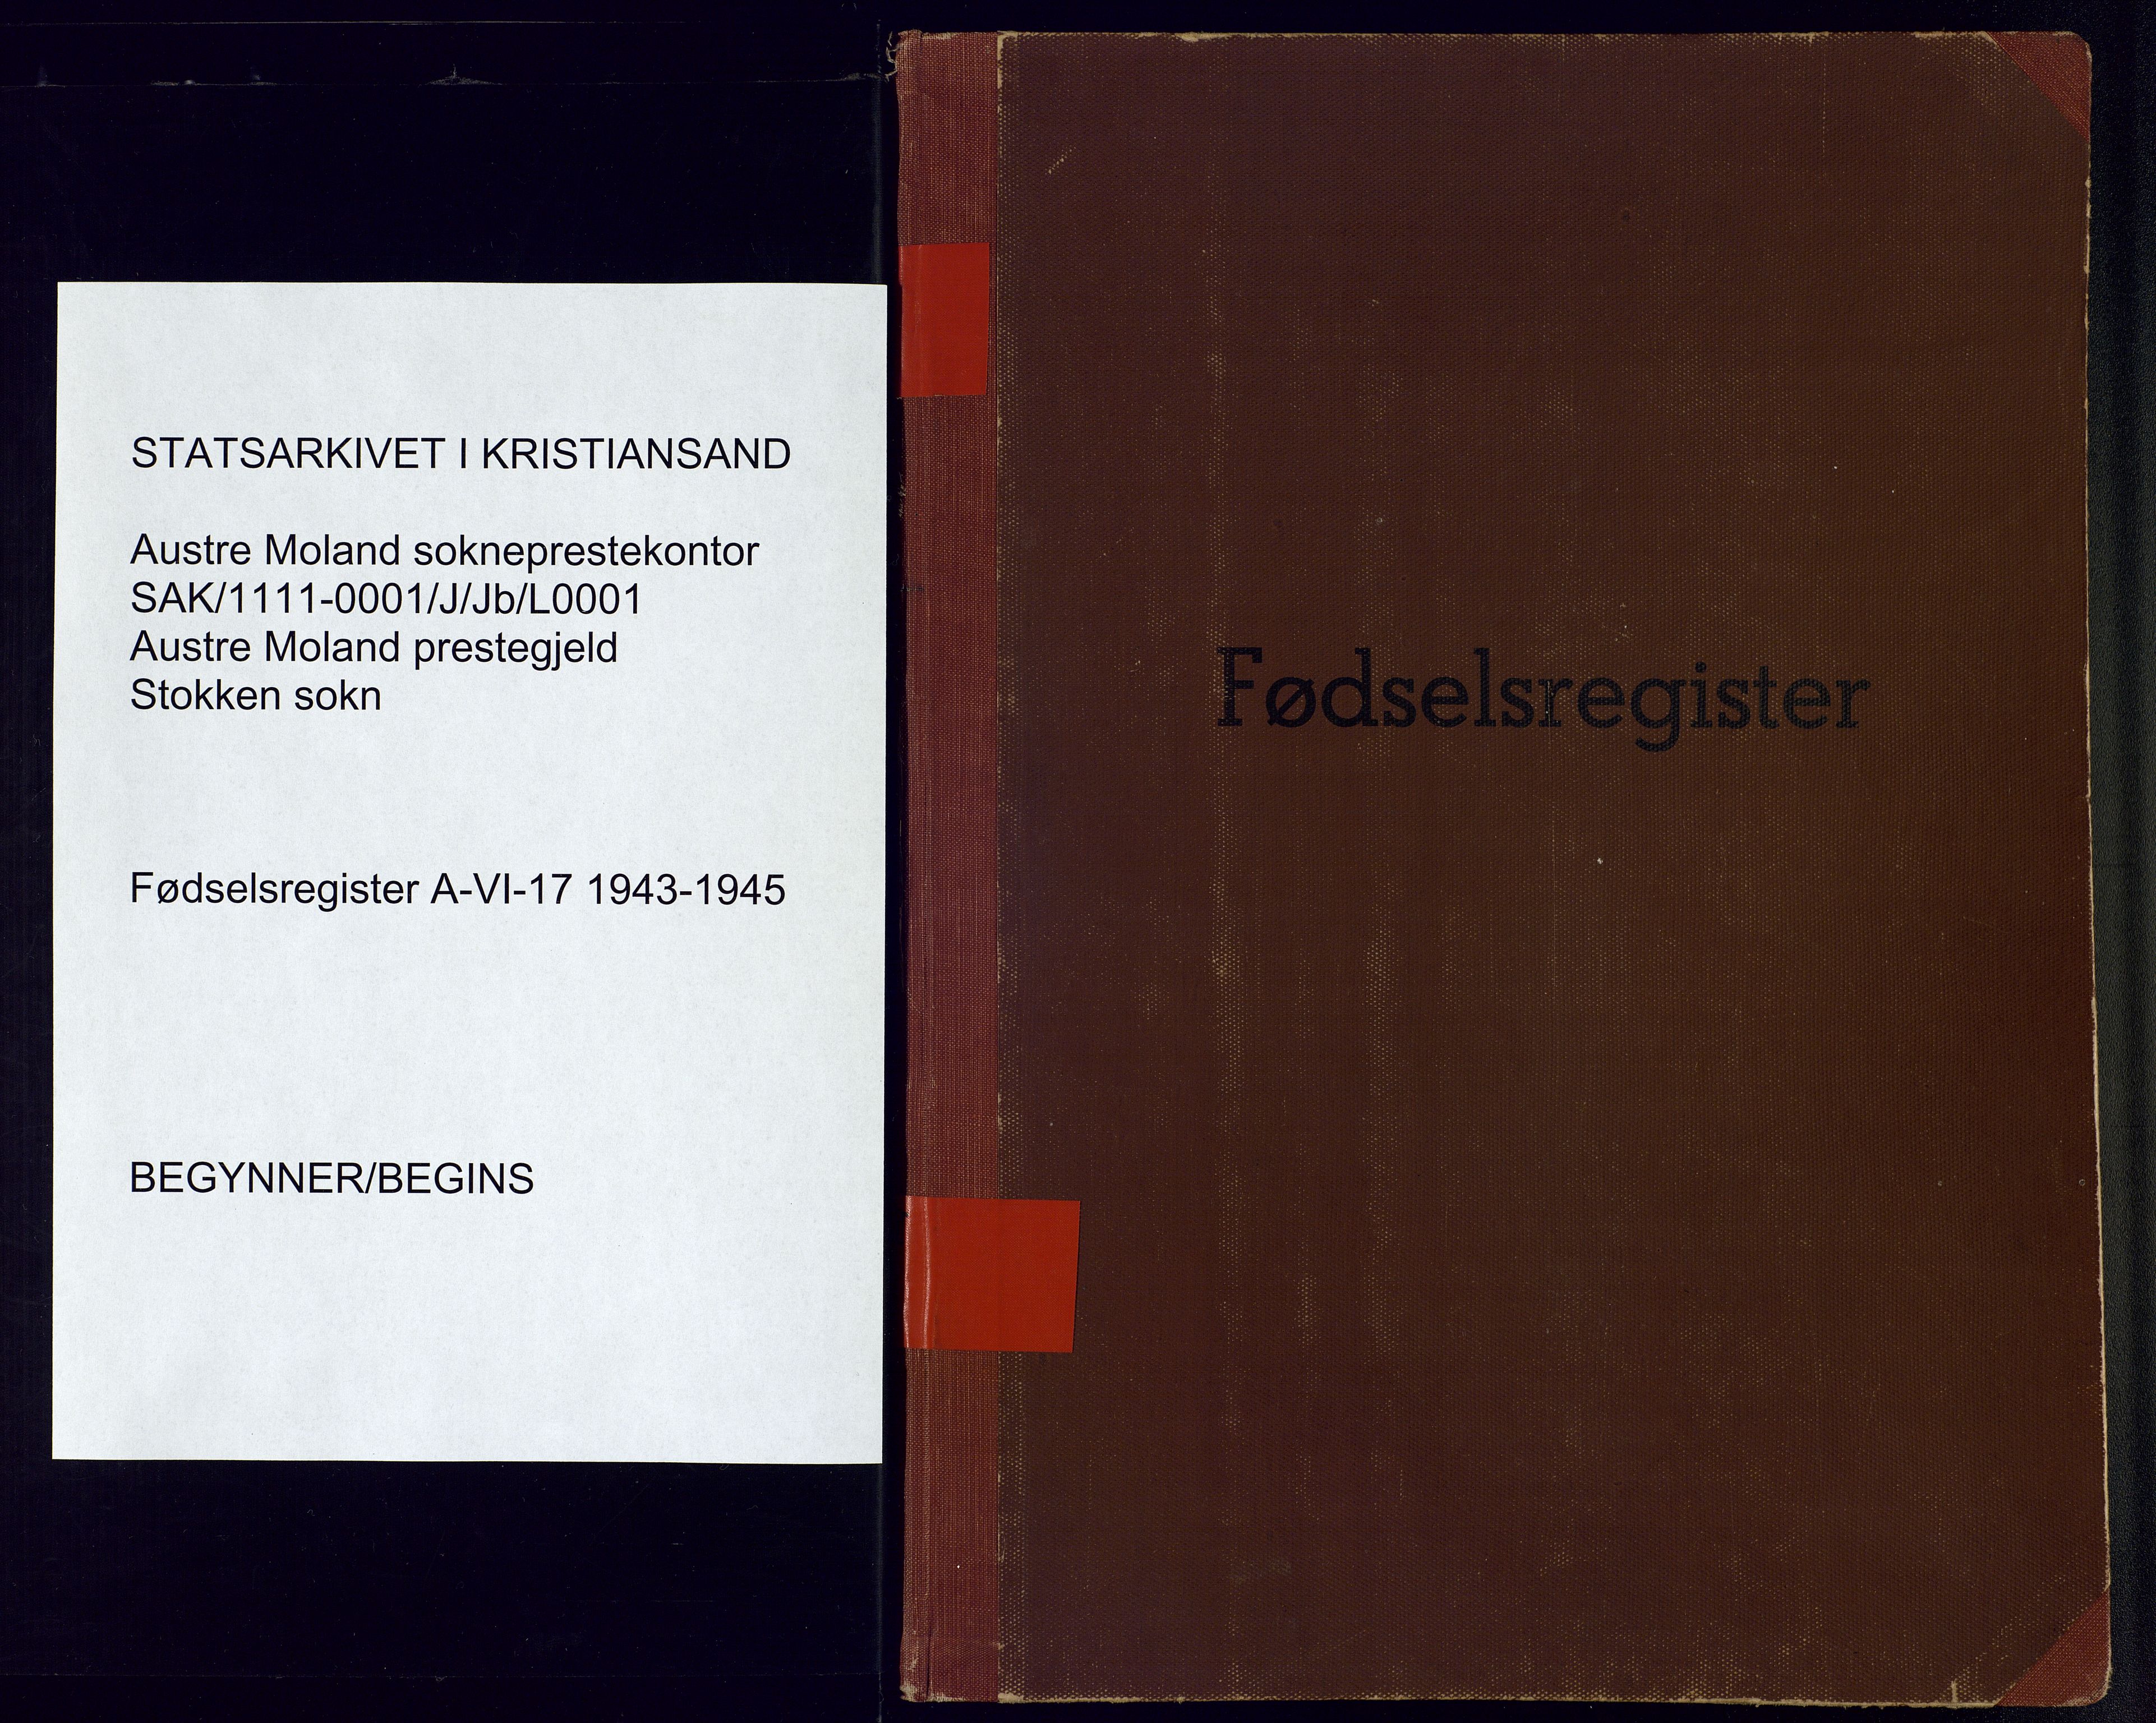 STATSARKIVET I KRISTIANSAND
Austre Moland sokneprestekontor
SAK/1111-0001/J/Jb/L0001
Austre Moland prestegjeld
Stokken sokn
Fødselsregister A-VI-17 1943-1945
BEGYNNER/BEGINS
Fødselsregister